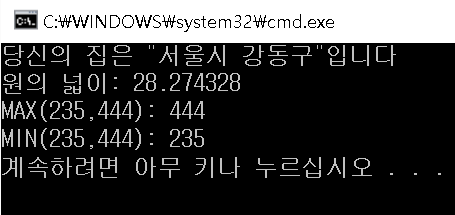 C:₩WINDOWS₩system32₩cmd.exe
당신의 집은 "서울시 강동구"입니다
원의 넓이: 28.274328
MAX(235,444): 444
MIN(235,444): 235
계속하려면 아무 키나 누르십시오 . . .